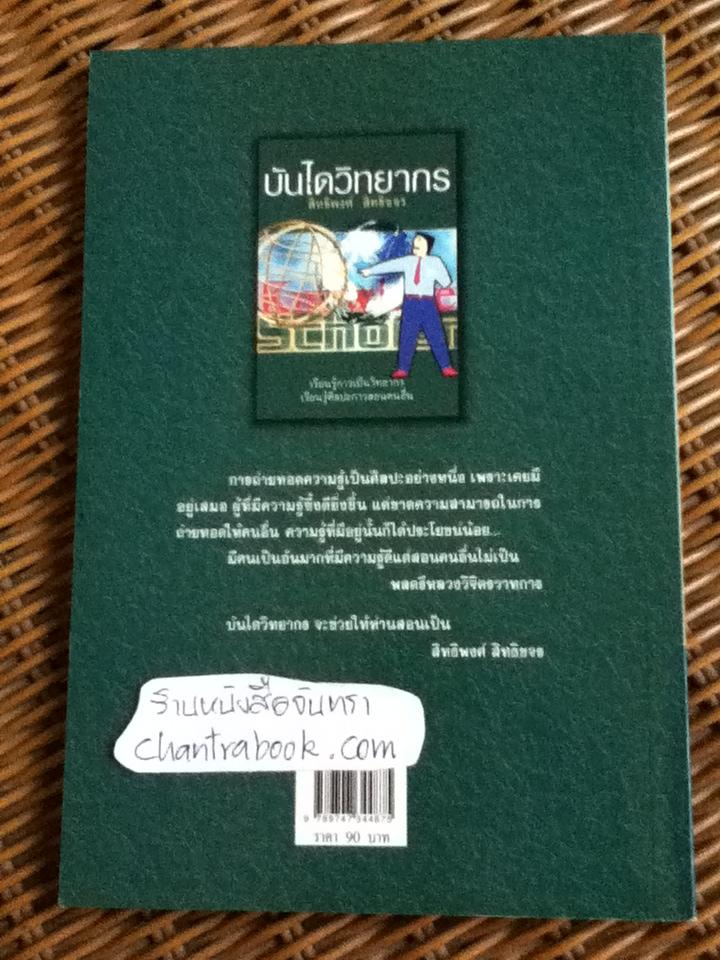 บันไดวิทยากร
สิทธิพงศ์ สิทธิขจร
Scholar
เรียนรู้การเป็นวิทยากร
เรียนรู้ศิลปะการสอนคนอื่น
การถ่ายทอดความรู้เป็นศิลปะอย่างหนึ่ง เพราะเคยมี
อยู่เสมอ ผู้ที่มีความรู้ซึ้งดียิ่งขึ้น แต่ขาดความสามารถในการ
ถ่ายทอดให้คนอื่น ความรู้ที่มีอยู่นั้นก็ได้ประโยชน์น้อย...
มีคนเป็นอันมากที่มีความรู้ดีแต่สอนคนอื่นไม่เป็น
พลตรีหลวงวิจิตรวาทการ
บันไดวิทยากร จะช่วยให้ท่านสอนเป็น
สิทธิพงศ์ สิทธิขจร
ร้านหนังสือจันทรา
chantrabook.com
9 789747 344875
ราคา 90 บาท